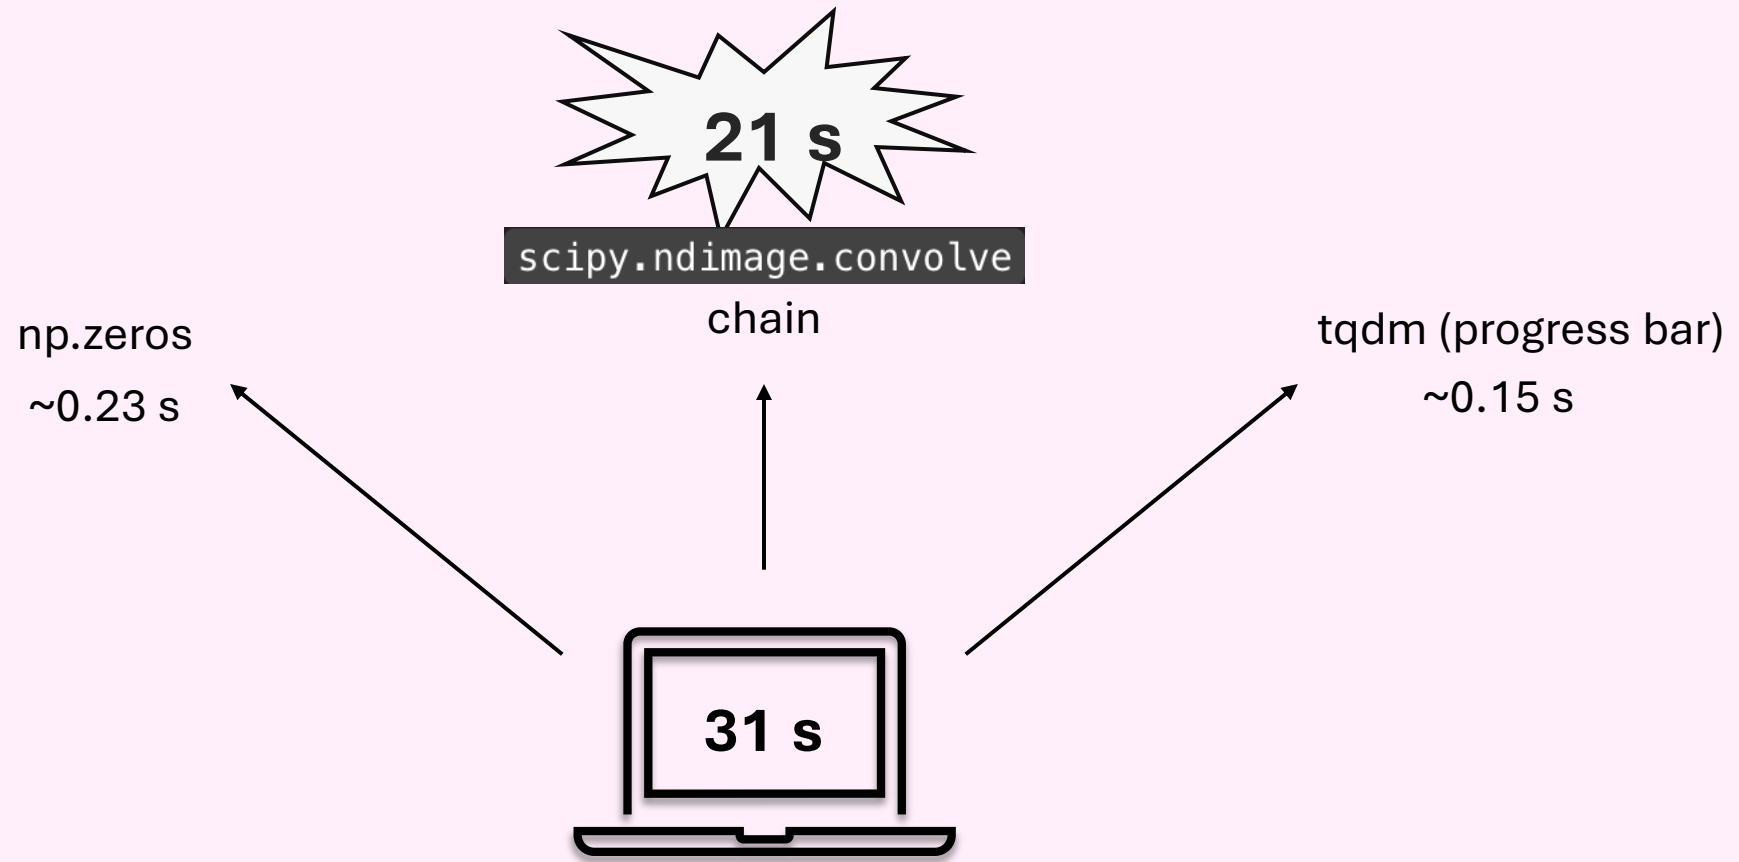 21 s
scipy.ndimage.convolve
chain
np.zeros
~0.23 s
tqdm (progress bar)
~0.15 s
31 s